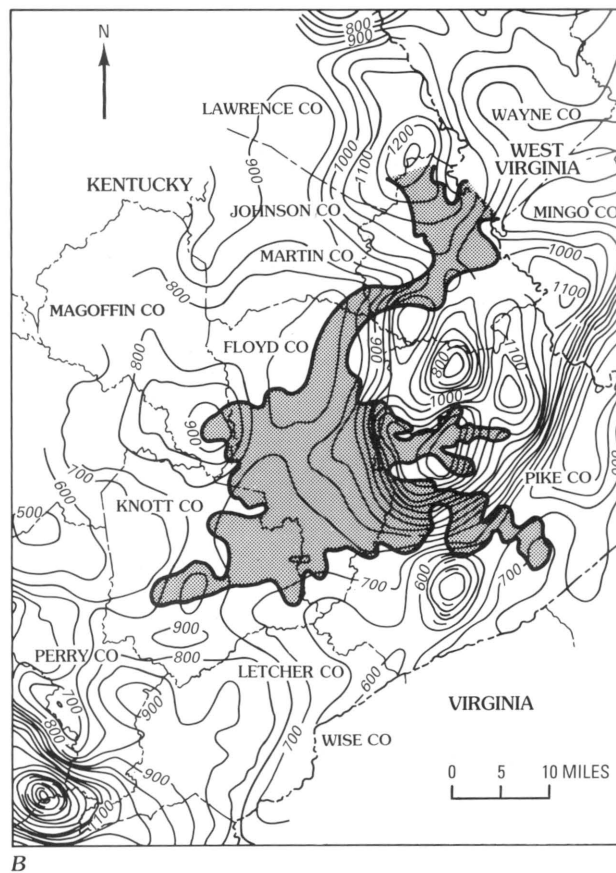 800
900
N
LAWRENCE CO
WAYNE CO
1200
1000
1100
WEST
VIRGINIA
900
KENTUCKY
JOHNSON CO
MINGO CO
MARTIN CO
1000
1100
800
MAGOFFIN CO
FLOYD CO
900
800
1100
800
1000
900
700
PIKE CO
600
KNOTT CO
500
700
600
700
900
PERRY CO
800
LETCHER CO
600
700
900
VIRGINIA
800
700
WISE CO
0 5 10 MILES
900
B